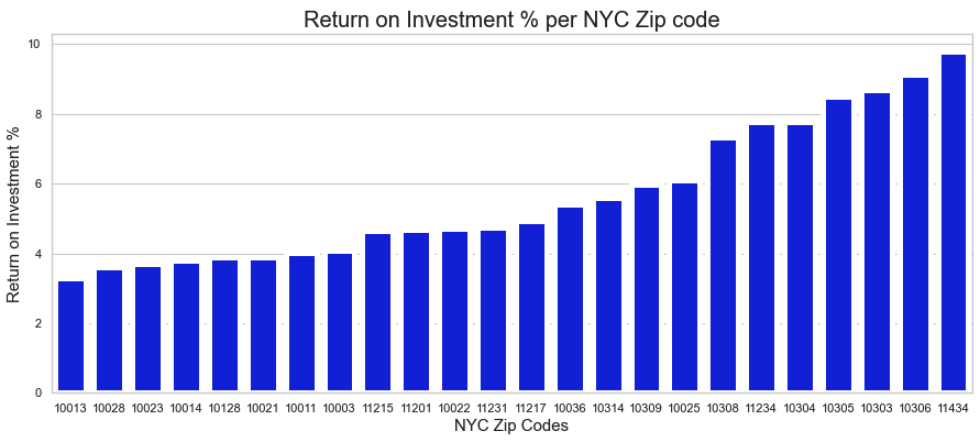 Return on Investment % per NYC Zip code
Return on Investment %
10
8
6
4
2
0
10013 10028 10023 10014 10128 10021 10011 10003 11215 11201 10022 11231 11217 10036 10314 10309 10025 10308 11234 10304 10305 10303 10306 11434
NYC Zip Codes